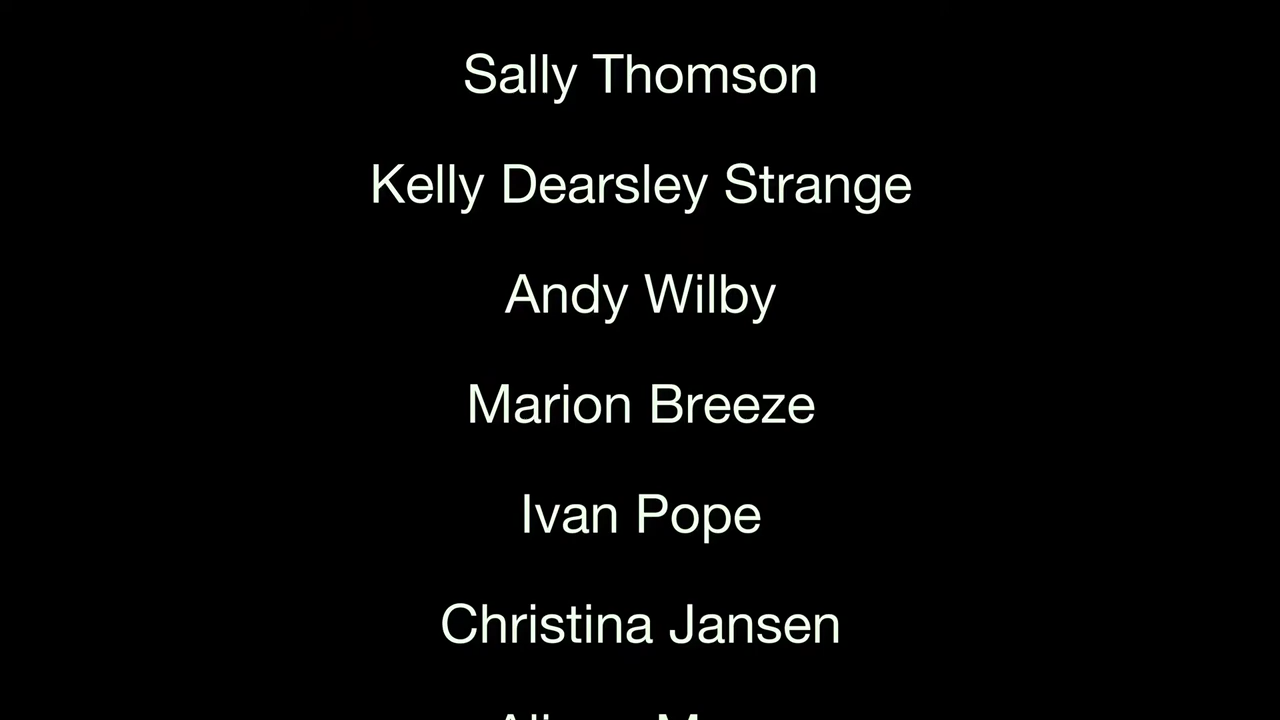 Sally Thomson
Kelly Dearsley Strange
Andy Wilby
Marion Breeze
Ivan Pope
Christina Jansen